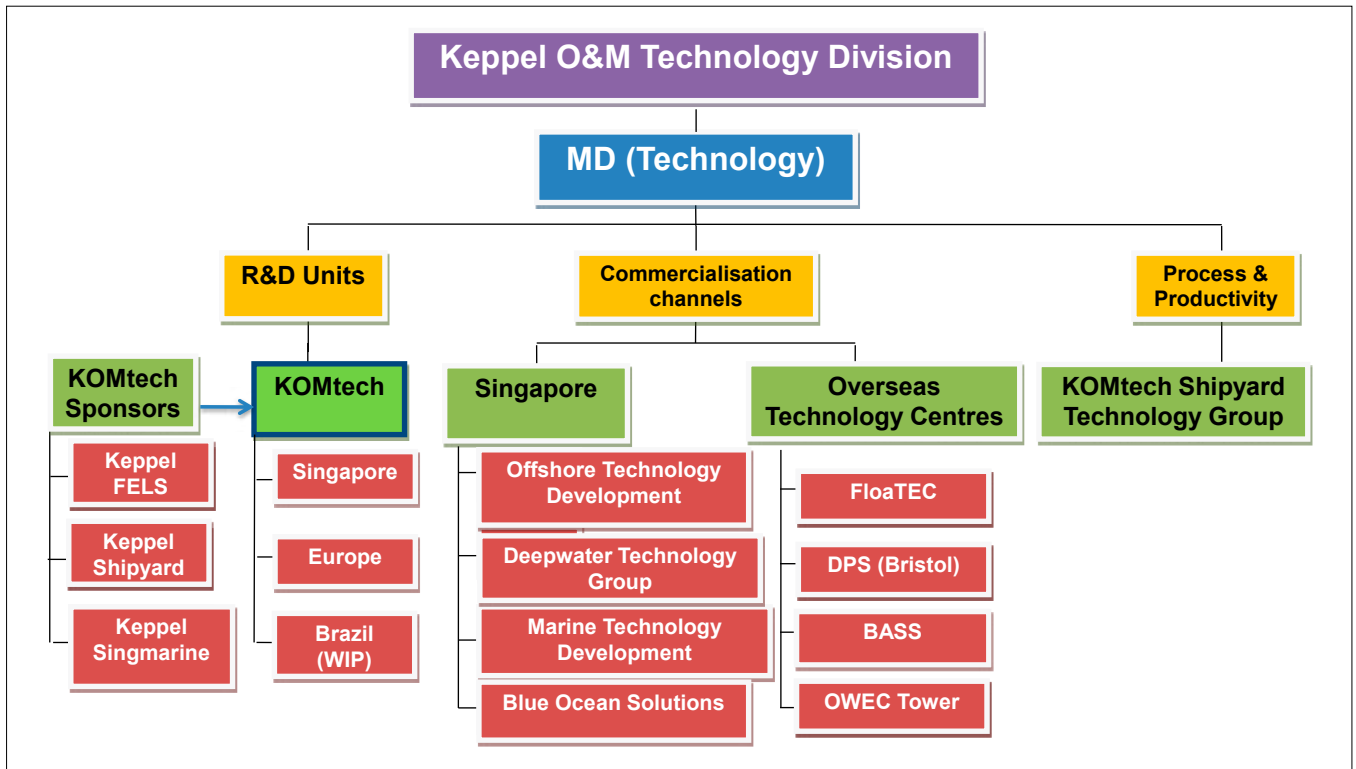 Keppel O&M Technology Division
MD (Technology)
R&D Units
Commercialisation
channels
Process &
Productivity
KOMtech
Sponsors
KOMtech
Singapore
Overseas
Technology Centres
KOMtech Shipyard
Technology Group
Keppel
FELS
Keppel
Shipyard
Keppel
Singmarine
Singapore
Europe
Brazil
(WIP)
Offshore Technology
Development
Deepwater Technology
Group
Marine Technology
Development
Blue Ocean Solutions
FloaTEC
DPS (Bristol)
BASS
OWEC Tower